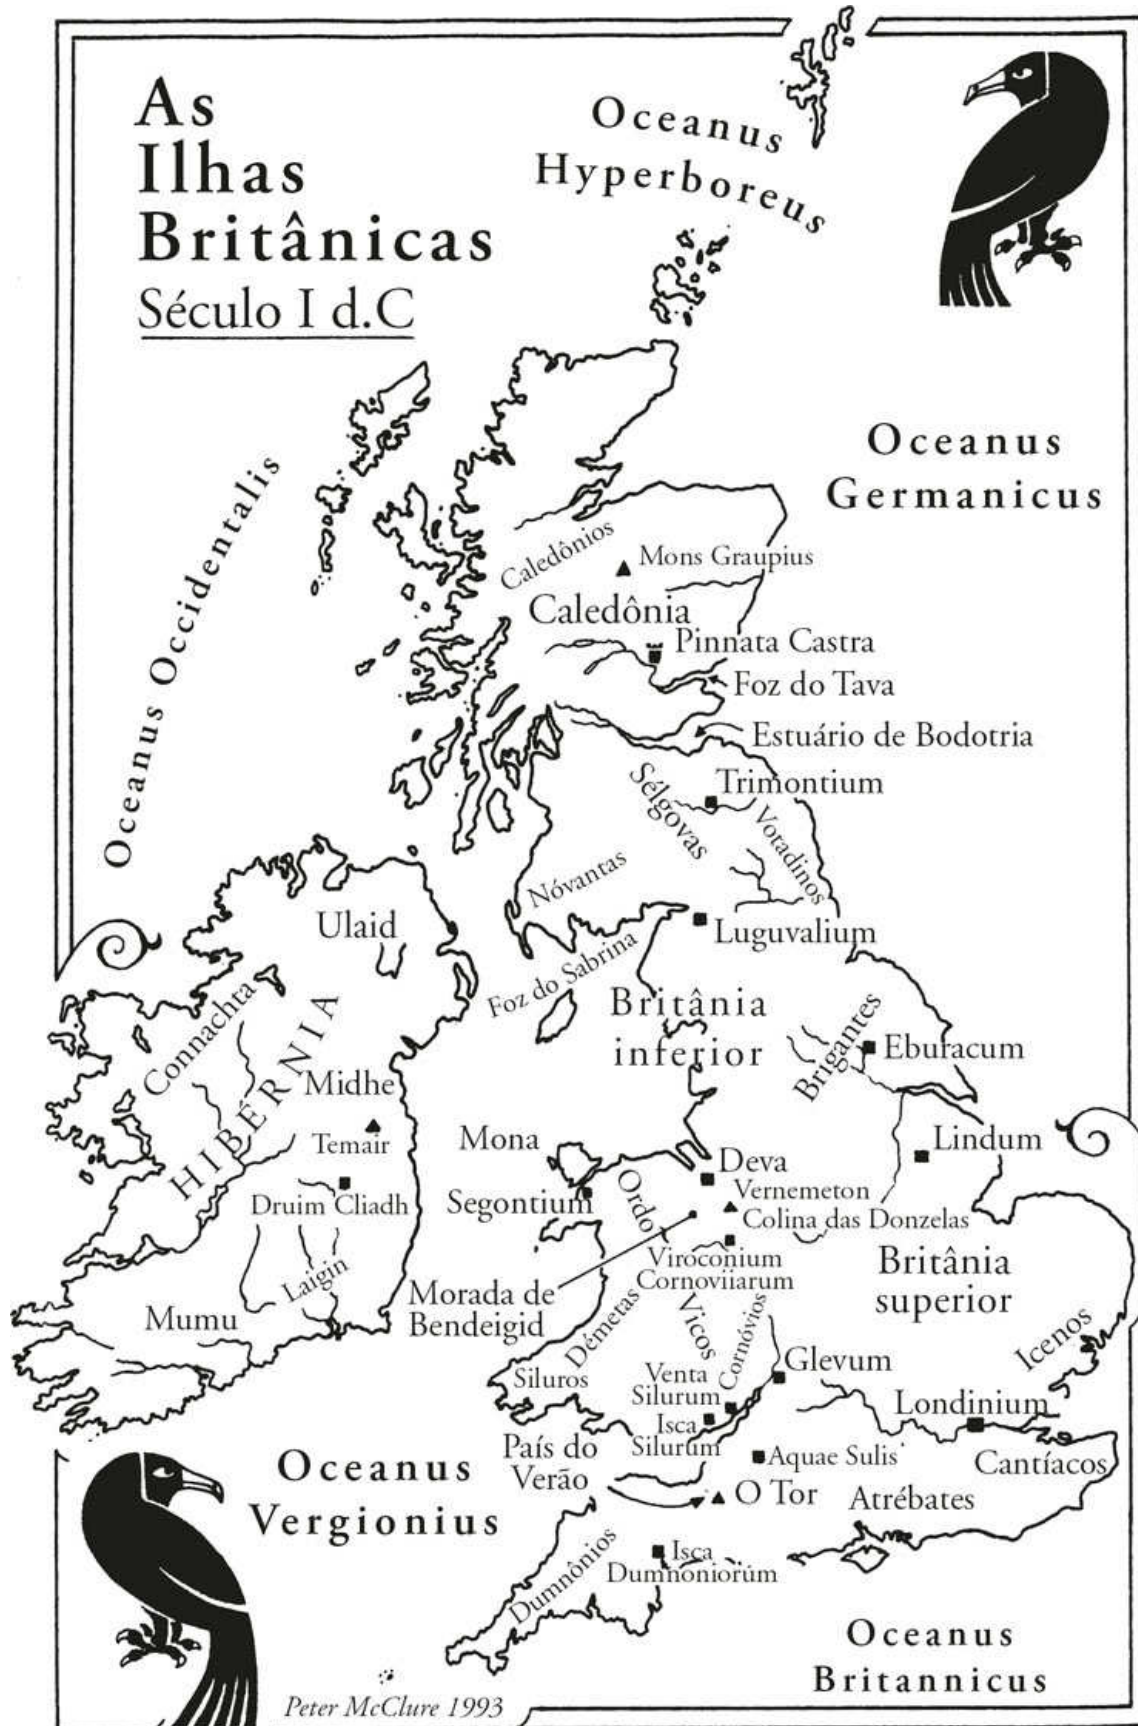 As
Ilhas
Britânicas
Século I d.C
Oceanus
Hyperboreus
Oceanus
Germanicus
Oceanus Occidentalis
Caledônios
Mons Graupius
Caledônia
Pinnata Castra
Foz do Tava
Estuário de Bodotria
Trimontium
Sélgovas
Votadinos
Nóvantas
Ulaid
Luguvalium
Foz do Sabrina
Connachta
HIBÉRNIA
Britânia
inferior
Brigantes
Eburacum
Midhe
Temair
Mona
Deva
Lindum
Segontium
Ordo
Vernemeton
Colina das Donzelas
Druim Cliadh
Viroconium
Cornoviiarum
Britânia
superior
Laigin
Mumu
Morada de
Bendeigid
Démetas
Vicos
Cornóvios
Icenos
Siluros
Venta
Silurum
Glevum
Isca
Silurum
Londinium
País do
Verão
Aquae Sulis
Cantíacos
Oceanus
Vergionius
O Tor
Atrébates
Dumnônios
Isca
Dumnoniorum
Oceanus
Britannicus
Peter McClure 1993